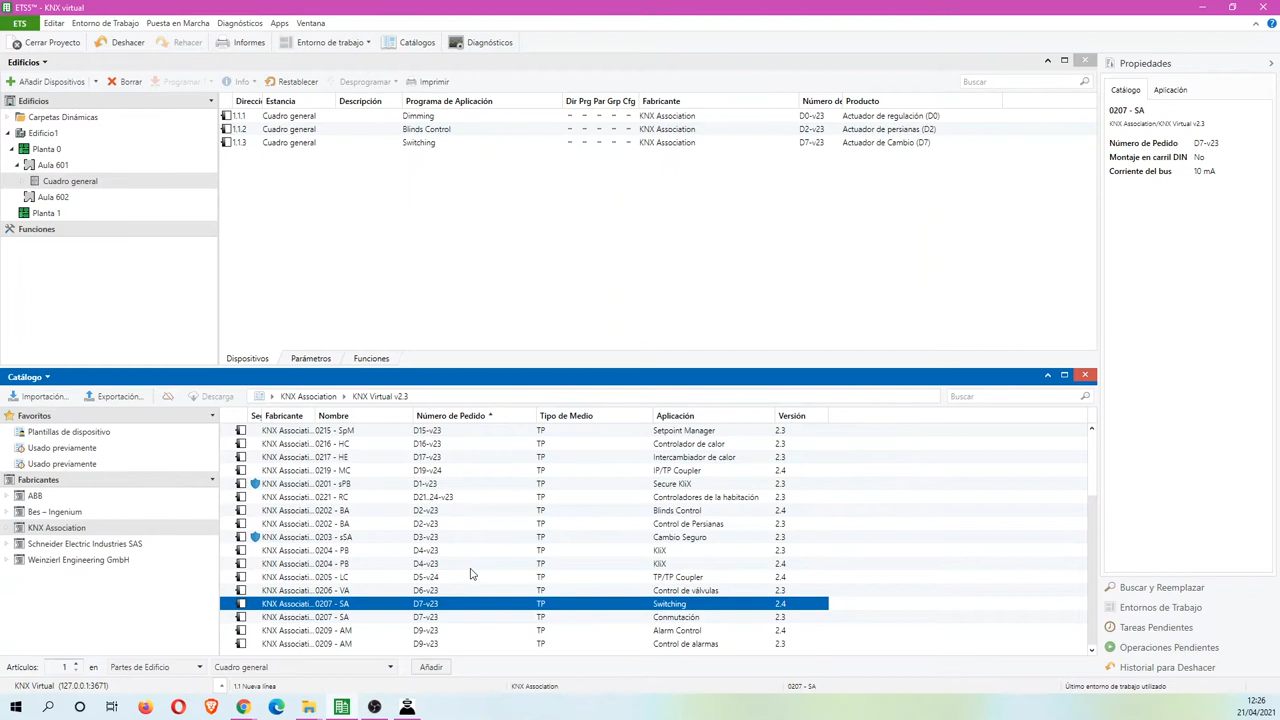 ETS5™ - KNX virtual
ETS Editar Entorno de Trabajo Puesta en Marcha Diagnósticos Apps Ventana
Cerrar Proyecto Deshacer Rehacer Informes Entorno de trabajo Catálogos Diagnósticos
Edificios
Añadir Dispositivos Borrar Programar Info Restablecer Desprogramar Imprimir Buscar
Edificios
Carpetas Dinámicas
Edificio1
Planta 0
Aula 601
Cuadro general
Aula 602
Planta 1
Funciones
Direcci Estancia Descripción Programa de Aplicación Dir Prg Par Grp Cfg Fabricante Número de Producto
1.1.1 Cuadro general Dimming - - - - - KNX Association D0-v23 Actuador de regulación (D0)
1.1.2 Cuadro general Blinds Control - - - - - KNX Association D2-v23 Actuador de persianas (D2)
1.1.3 Cuadro general Switching - - - - - KNX Association D7-v23 Actuador de Cambio (D7)
Dispositivos Parámetros Funciones
Propiedades
Catálogo Aplicación
0207 - SA
KNX Association/KNX Virtual v2.3
Número de Pedido D7-v23
Montaje en carril DIN No
Corriente del bus 10 mA
Catálogo
Importación... Exportación... Descarga KNX Association KNX Virtual v2.3 Buscar
Favoritos
Plantillas de dispositivo
Usado previamente
Usado previamente
Fabricantes
ABB
Bes – Ingenium
KNX Association
Schneider Electric Industries SAS
Weinzierl Engineering GmbH
Se Fabricante Nombre Número de Pedido Tipo de Medio Aplicación Versión
KNX Associati... 0215 - SpM D15-v23 TP Setpoint Manager 2.3
KNX Associati... 0216 - HC D16-v23 TP Controlador de calor 2.3
KNX Associati... 0217 - HE D17-v23 TP Intercambiador de calor 2.3
KNX Associati... 0219 - MC D19-v24 TP IP/TP Coupler 2.4
KNX Associati... 0201 - sPB D1-v23 TP Secure KliX 2.3
KNX Associati... 0221 - RC D21.24-v23 TP Controladores de la habitación 2.3
KNX Associati... 0202 - BA D2-v23 TP Blinds Control 2.4
KNX Associati... 0202 - BA D2-v23 TP Control de Persianas 2.3
KNX Associati... 0203 - sSA D3-v23 TP Cambio Seguro 2.3
KNX Associati... 0204 - PB D4-v23 TP KliX 2.3
KNX Associati... 0204 - PB D4-v23 TP KliX 2.4
KNX Associati... 0205 - LC D5-v24 TP TP/TP Coupler 2.4
KNX Associati... 0206 - VA D6-v23 TP Control de válvulas 2.3
KNX Associati... 0207 - SA D7-v23 TP Switching 2.4
KNX Associati... 0207 - SA D7-v23 TP Conmutación 2.3
KNX Associati... 0209 - AM D9-v23 TP Alarm Control 2.4
KNX Associati... 0209 - AM D9-v23 TP Control de alarmas 2.3
Artículos: 1 en Partes de Edificio Cuadro general Añadir
Buscar y Reemplazar
Entornos de Trabajo
Tareas Pendientes
Operaciones Pendientes
Historial para Deshacer
KNX Virtual (127.0.0.1:3671) 1.1 Nueva línea KNX Association 0207 - SA Último entorno de trabajo utilizado
12:26
21/04/2021